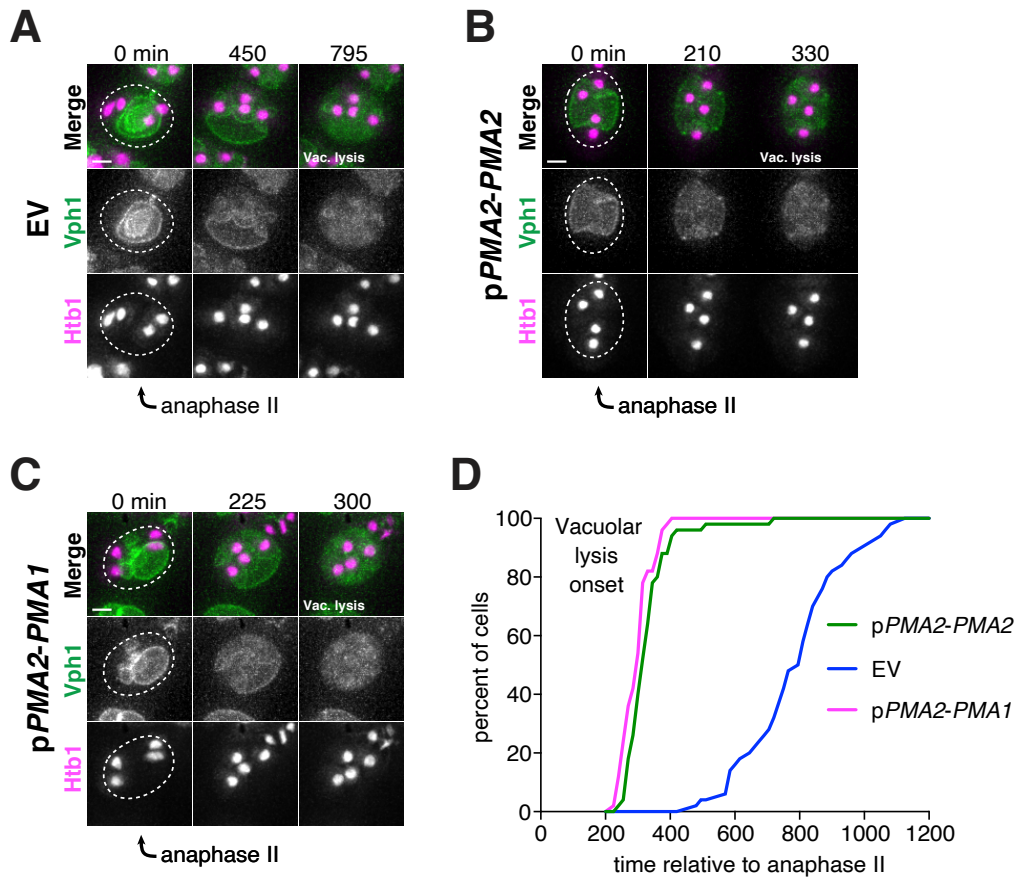 A
0 min 450 795
Merge
Vac. lysis
EV
Vph1
Htb1
anaphase II
B
0 min 210 330
Merge
Vac. lysis
pPMA2-PMA2
Vph1
Htb1
anaphase II
C
0 min 225 300
Merge
Vac. lysis
pPMA2-PMA1
Vph1
Htb1
anaphase II
D
Vacuolar
lysis
onset
percent of cells
100
80
60
40
20
0
pPMA2-PMA2
EV
pPMA2-PMA1
0 200 400 600 800 1000 1200
time relative to anaphase II